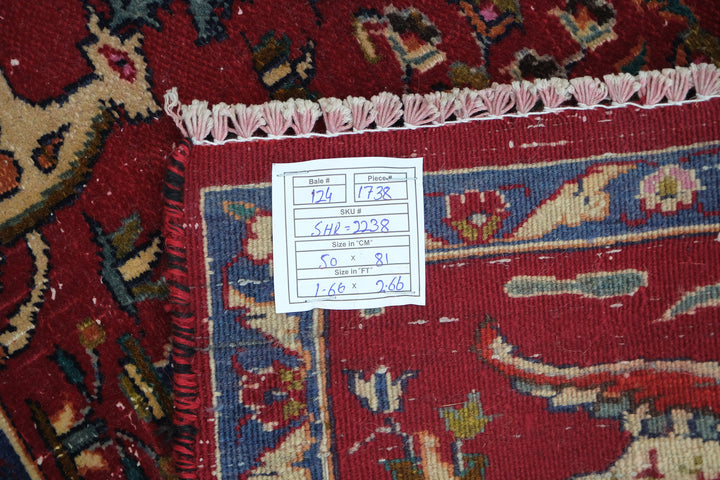 Bale # Piece.#
124 1738
SKU #
SHR=2238
Size In "CM"
50 x 81
Size In "FT"
1.66 x 2.66